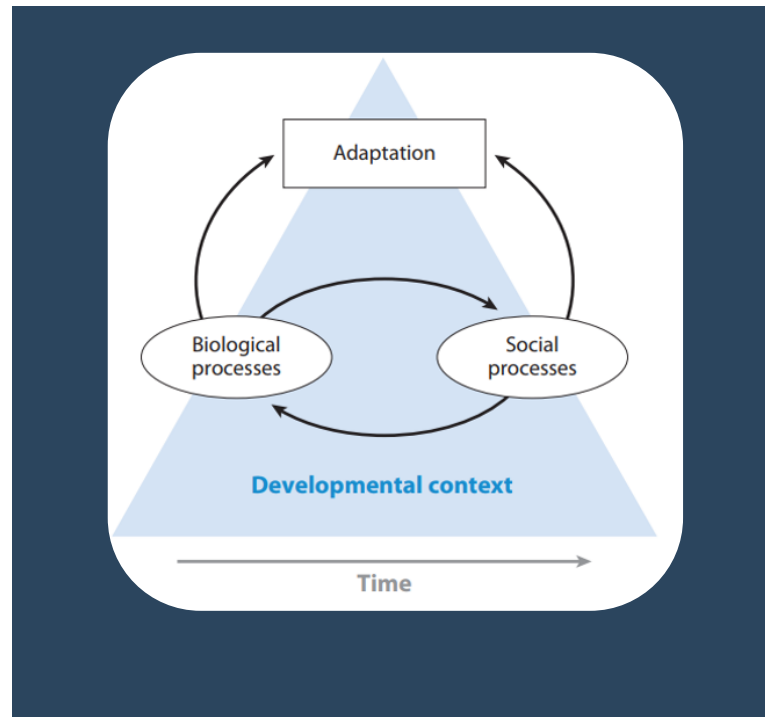 Adaptation
Biological
processes
Social
processes
Developmental context
Time